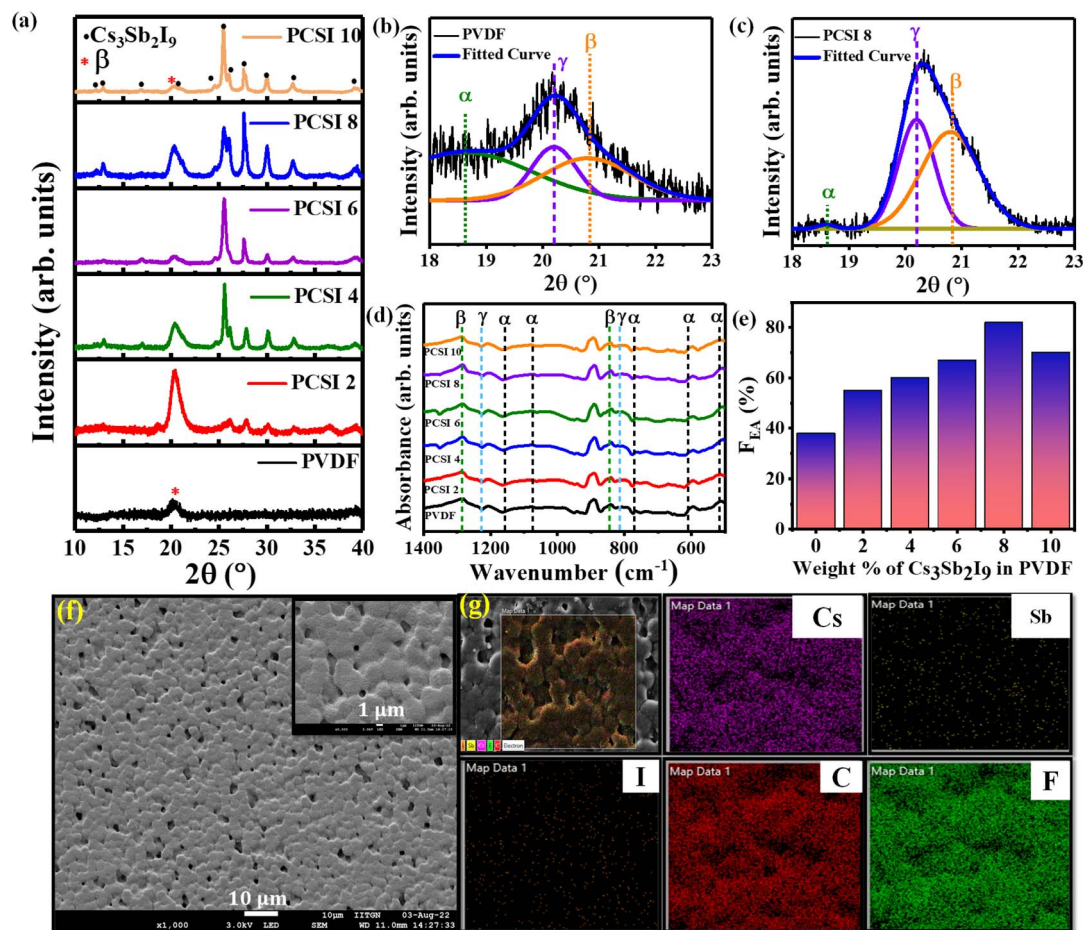 (a)
•Cs3Sb2I9
* β
PCSI 10
*
PCSI 8
PCSI 6
PCSI 4
PCSI 2
PVDF
*
Intensity (arb. units)
10 15 20 25 30 35 40
2θ (°)
(b)
PVDF
Fitted Curve
α
γ
β
Intensity (arb. units)
18 19 20 21 22 23
2θ (°)
(c)
PCSI 8
Fitted Curve
α
γ
β
Intensity (arb. units)
18 19 20 21 22 23
2θ (°)
(d)
β γ α α β γ α α α
PCSI 10
PCSI 8
PCSI 6
PCSI 4
PCSI 2
PVDF
Absorbance (arb. units)
1400 1200 1000 800 600
Wavenumber (cm-1)
(e)
FEA (%)
80
60
40
20
0
0 2 4 6 8 10
Weight % of Cs3Sb2I9 in PVDF
(f)
1 μm
10 μm
10μm IITGN 03-Aug-22
x1,000 3.0kV LED SEM WD 11.0mm 14:27:33
(g)
Map Data 1
Electron
Map Data 1
Cs
Map Data 1
Sb
Map Data 1
I
Map Data 1
C
Map Data 1
F